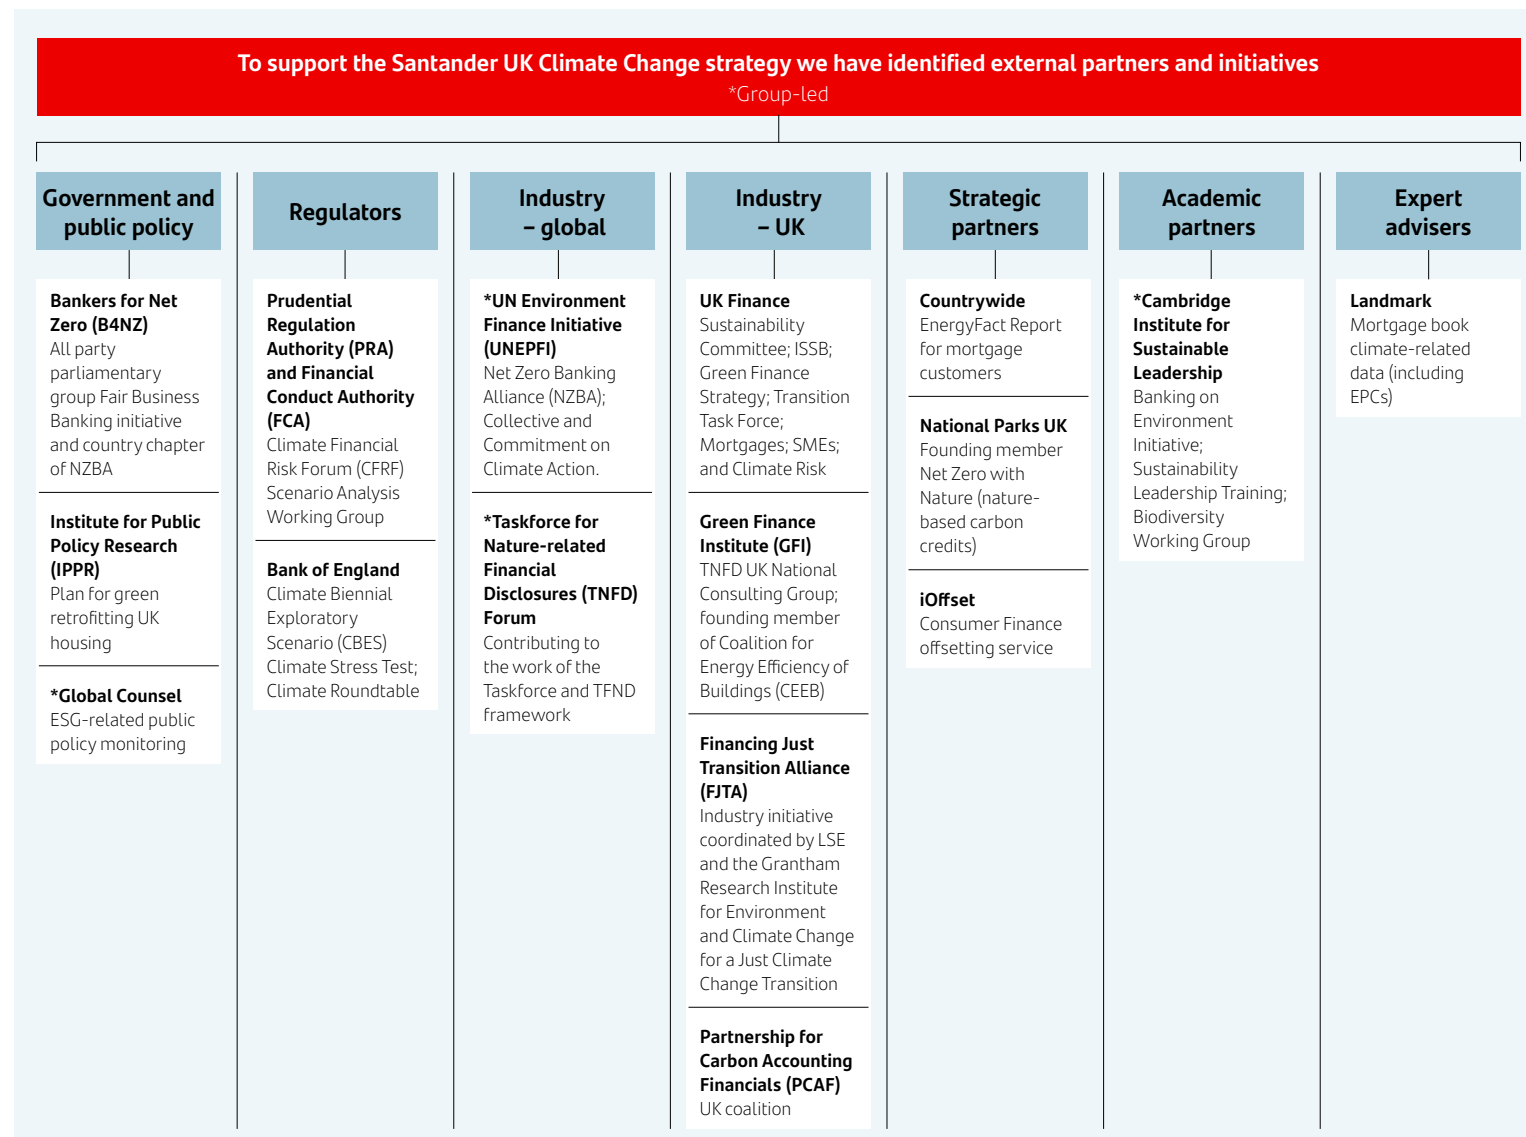 To support the Santander UK Climate Change strategy we have identified external partners and initiatives
*Group-led
Government and
public policy
Bankers for Net
Zero (B4NZ)
All party
parliamentary
group Fair Business
Banking initiative
and country chapter
of NZBA
Institute for Public
Policy Research
(IPPR)
Plan for green
retrofitting UK
housing
*Global Counsel
ESG-related public
policy monitoring
Regulators
Prudential
Regulation
Authority (PRA)
and Financial
Conduct Authority
(FCA)
Climate Financial
Risk Forum (CFRF)
Scenario Analysis
Working Group
Bank of England
Climate Biennial
Exploratory
Scenario (CBES)
Climate Stress Test;
Climate Roundtable
Industry
– global
*UN Environment
Finance Initiative
(UNEPFI)
Net Zero Banking
Alliance (NZBA);
Collective and
Commitment on
Climate Action.
*Taskforce for
Nature-related
Financial
Disclosures (TNFD)
Forum
Contributing to
the work of the
Taskforce and TFND
framework
Industry
– UK
UK Finance
Sustainability
Committee; ISSB;
Green Finance
Strategy; Transition
Task Force;
Mortgages; SMEs;
and Climate Risk
Green Finance
Institute (GFI)
TNFD UK National
Consulting Group;
founding member
of Coalition for
Energy Efficiency of
Buildings (CEEB)
Financing Just
Transition Alliance
(FJTA)
Industry initiative
coordinated by LSE
and the Grantham
Research Institute
for Environment
and Climate Change
for a Just Climate
Change Transition
Partnership for
Carbon Accounting
Financials (PCAF)
UK coalition
Strategic
partners
Countrywide
EnergyFact Report
for mortgage
customers
National Parks UK
Founding member
Net Zero with
Nature (nature-
based carbon
credits)
iOffset
Consumer Finance
offsetting service
Academic
partners
*Cambridge
Institute for
Sustainable
Leadership
Banking on
Environment
Initiative;
Sustainability
Leadership Training;
Biodiversity
Working Group
Expert
advisers
Landmark
Mortgage book
climate-related
data (including
EPCs)